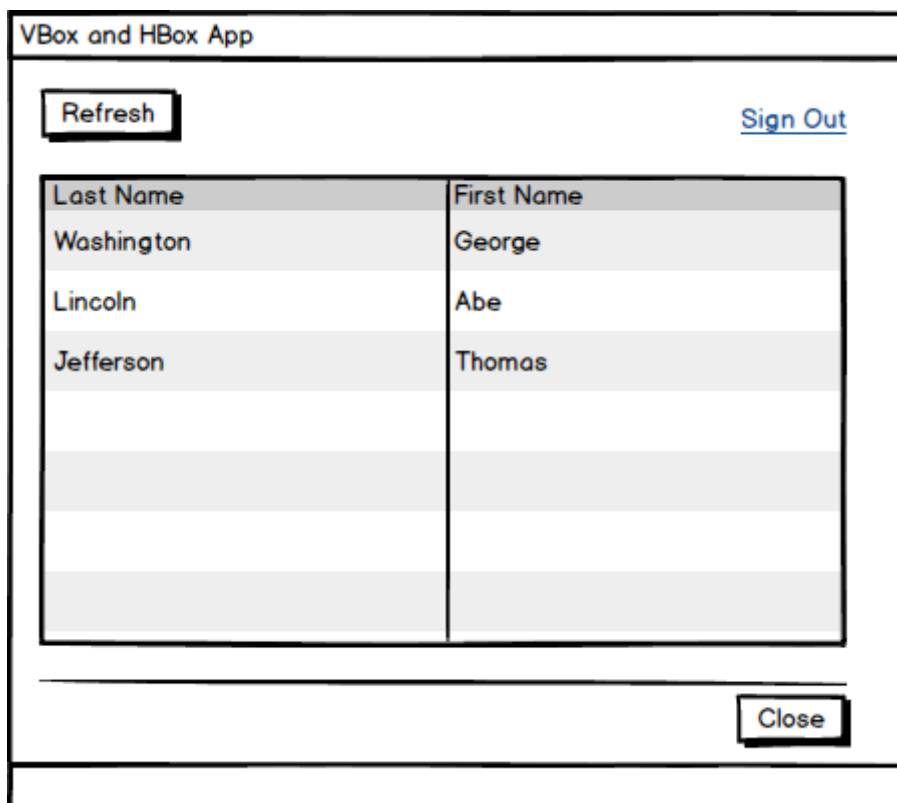 VBox and HBox App
Refresh
Sign Out
Last Name First Name
Washington George
Lincoln Abe
Jefferson Thomas
Close